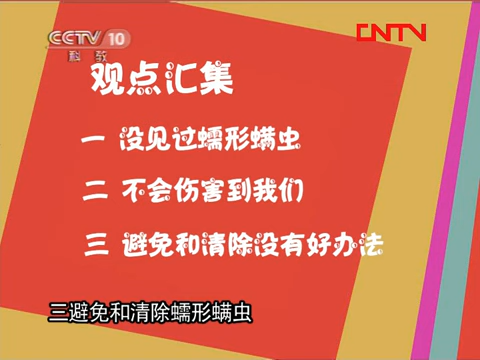 CCTV 10
科教
CNTV
观点汇集
一 没见过蠕形螨虫
二 不会伤害到我们
三 避免和清除没有好办法
三避免和清除蠕形螨虫